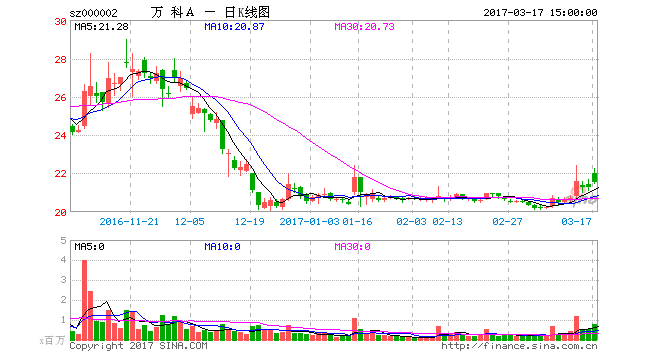 sz000002 万 科A － 日K线图 2017-03-17 15:00:00
MA5:21.28 MA10:20.87 MA30:20.73
30
28
26
24
22
20
2016-11-21 12-05 12-19 2017-01-03 01-16 02-03 02-13 02-27 03-17
MA5:0 MA10:0 MA30:0
5
4
3
2
1
x百万
Copyright 2017 SINA.COM http://finance.sina.com.cn